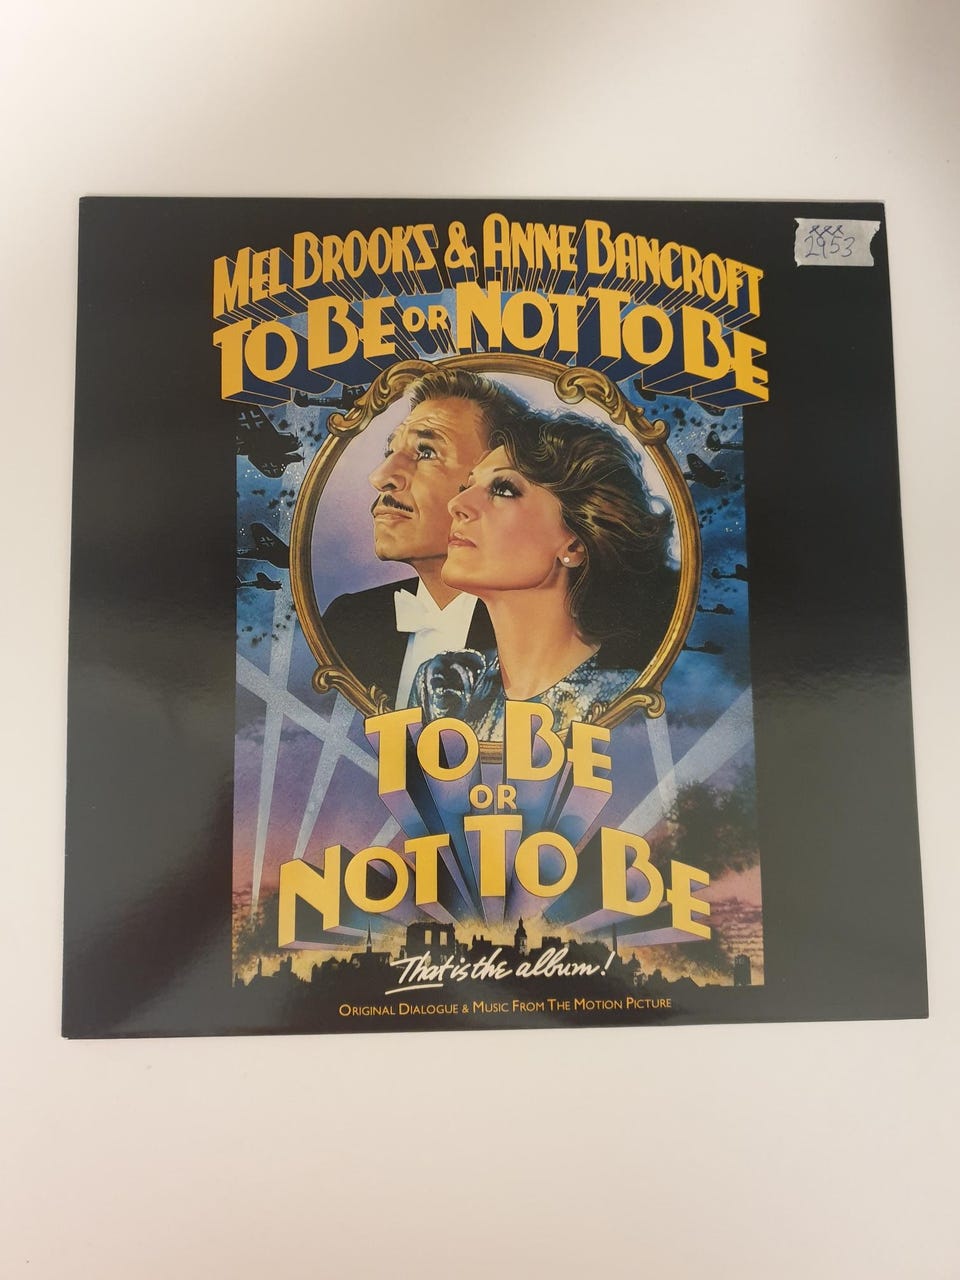 xxx
2953
MEL BROOKS & ANNE BANCROFT
TO BE OR NOT TO BE
TO BE
OR
NOT TO BE
That is the album!
ORIGINAL DIALOGUE & MUSIC FROM THE MOTION PICTURE